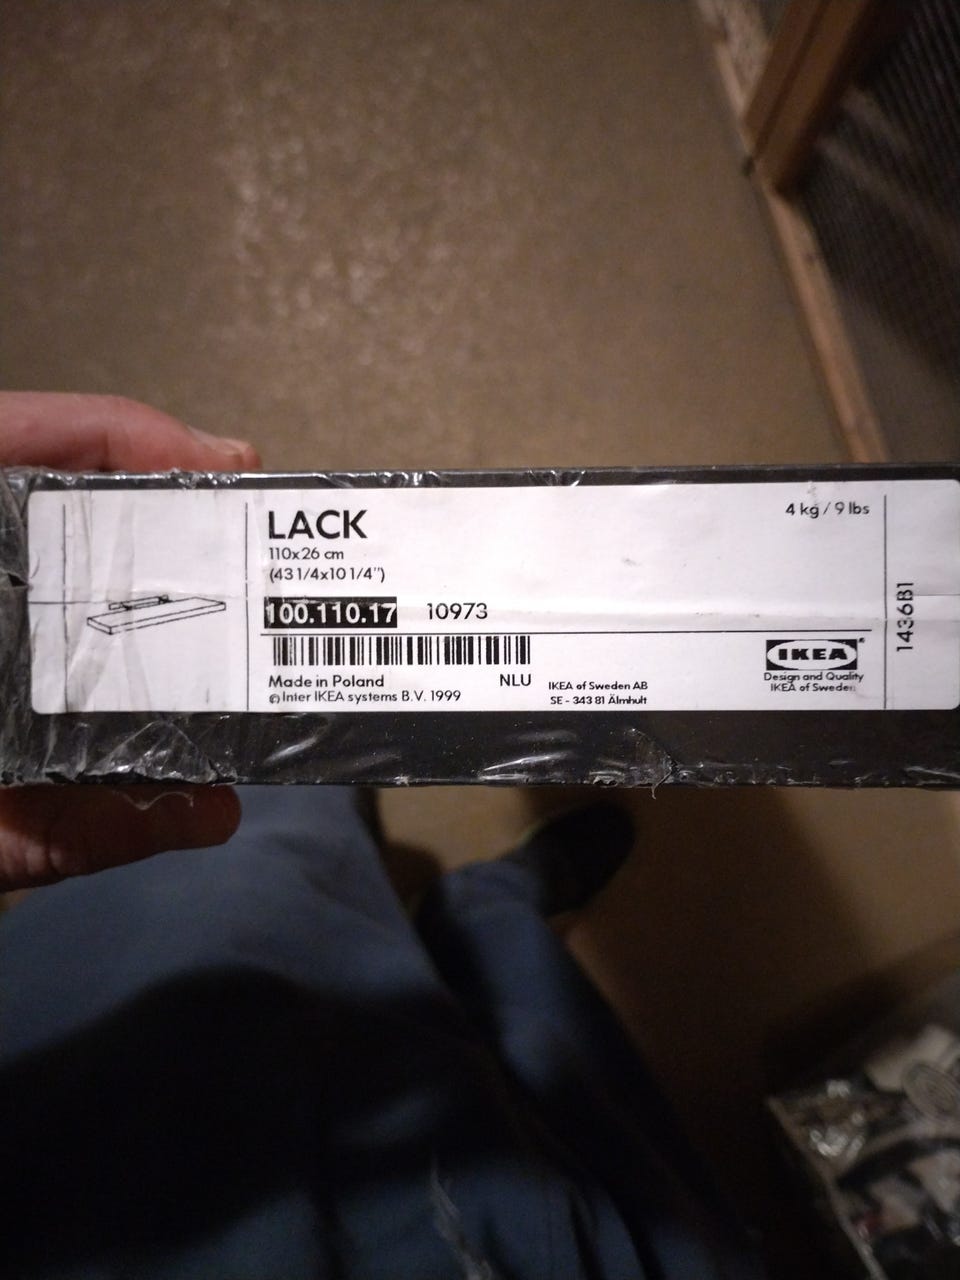 LACK
110x26 cm
(43 1/4x10 1/4")
4 kg / 9 lbs
100.110.17 10973
Made in Poland NLU
© Inter IKEA systems B.V. 1999
IKEA of Sweden AB
SE - 343 81 Älmhult
IKEA®
Design and Quality
IKEA of Sweden
1436B1